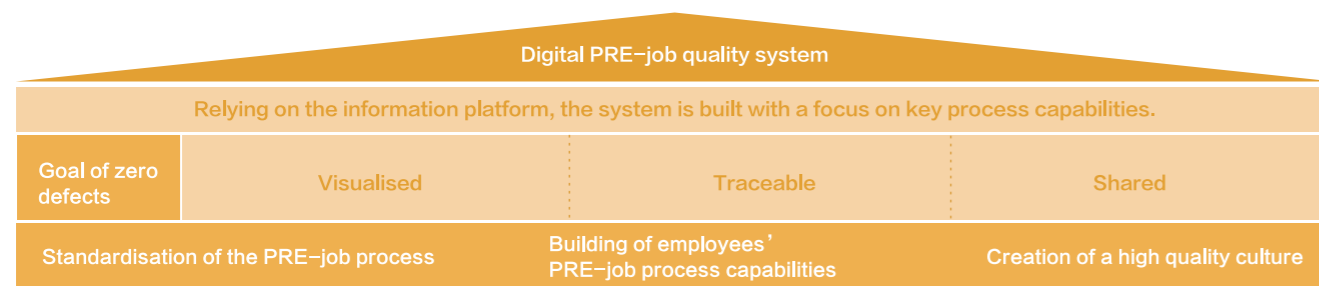 Digital PRE-job quality system
Relying on the information platform, the system is built with a focus on key process capabilities.
Goal of zero
defects
Visualised
Traceable
Shared
Standardisation of the PRE-job process
Building of employees’
PRE-job process capabilities
Creation of a high quality culture